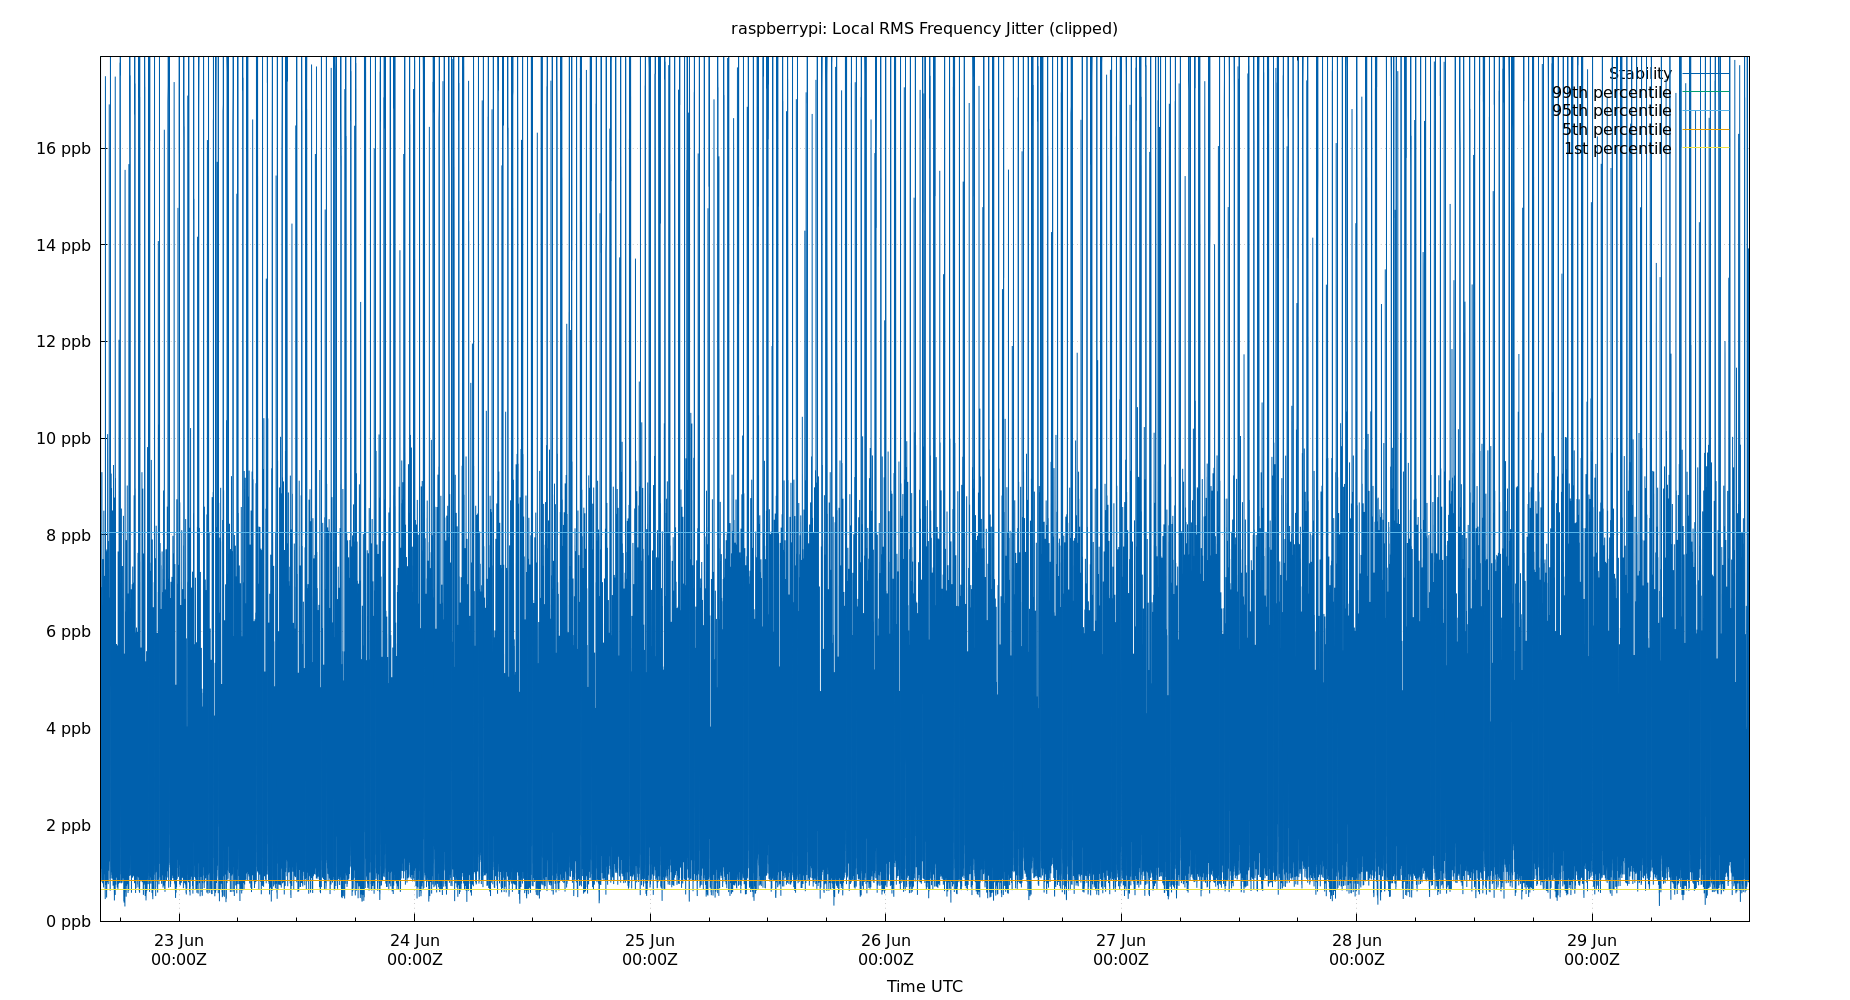 raspberrypi: Local RMS Frequency Jitter (clipped)
Stability
99th percentile
95th percentile
5th percentile
1st percentile
16 ppb
14 ppb
12 ppb
10 ppb
8 ppb
6 ppb
4 ppb
2 ppb
0 ppb
23 Jun 24 Jun 25 Jun 26 Jun 27 Jun 28 Jun 29 Jun
00:00Z 00:00Z 00:00Z 00:00Z 00:00Z 00:00Z 00:00Z
Time UTC